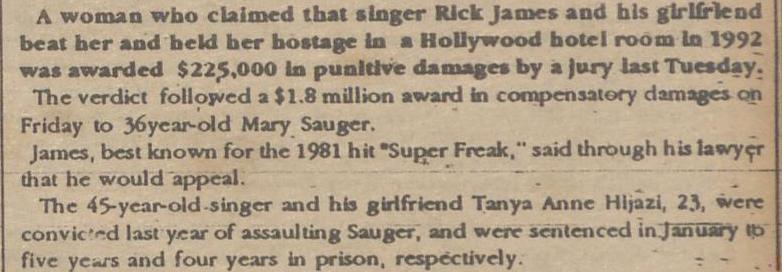 A woman who claimed that singer Rick James and his girlfriend
beat her and held her hostage in a Hollywood hotel room in 1992
was awarded $225,000 in punitive damages by a jury last Tuesday.
The verdict followed a $1.8 million award in compensatory damages on
Friday to 36year-old Mary Sauger.
James, best known for the 1981 hit "Super Freak," said through his lawyer
that he would appeal.
The 45-year-old singer and his girlfriend Tanya Anne Hijazi, 23, were
convicted last year of assaulting Sauger, and were sentenced in January to
five years and four years in prison, respectively.